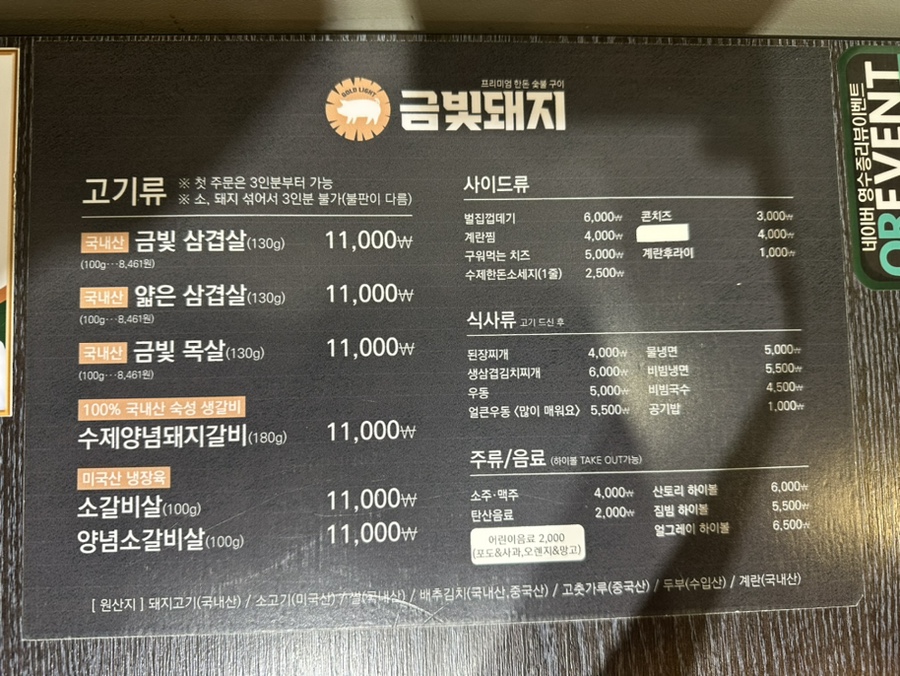 프리미엄 한돈 숯불 구이
GOLD LIGHT
금빛돼지
고기류
※ 첫 주문은 3인분부터 가능
※ 소, 돼지 섞어서 3인분 불가(불판이 다름)
국내산 금빛 삼겹살(130g) 11,000₩
(100g…8,461원)
국내산 얇은 삼겹살(130g) 11,000₩
(100g…8,461원)
국내산 금빛 목살(130g) 11,000₩
(100g…8,461원)
100% 국내산 숙성 생갈비
수제양념돼지갈비(180g) 11,000₩
미국산 냉장육
소갈비살(100g) 11,000₩
양념소갈비살(100g) 11,000₩
사이드류
벌집껍데기 6,000₩ 콘치즈 3,000₩
계란찜 4,000₩ 4,000₩
구워먹는 치즈 5,000₩ 계란후라이 1,000₩
수제한돈소세지(1줄) 2,500₩
식사류 고기 드신 후
된장찌개 4,000₩ 물냉면 5,000₩
생삼겹김치찌개 6,000₩ 비빔냉면 5,500₩
우동 5,000₩ 비빔국수 4,500₩
얼큰우동 <많이 매워요> 5,500₩ 공기밥 1,000₩
주류/음료 (하이볼 TAKE OUT가능)
소주·맥주 4,000₩ 산토리 하이볼 6,000₩
탄산음료 2,000₩ 짐빔 하이볼 5,500₩
어린이음료 2,000 얼그레이 하이볼 6,500₩
(포도&사과,오렌지&망고)
[ 원산지 ] 돼지고기(국내산) / 소고기(미국산) / 쌀(국내산) / 배추김치(국내산,중국산) / 고춧가루(중국산) / 두부(수입산) / 계란(국내산)
네이버 영수증리뷰이벤트
EVENT